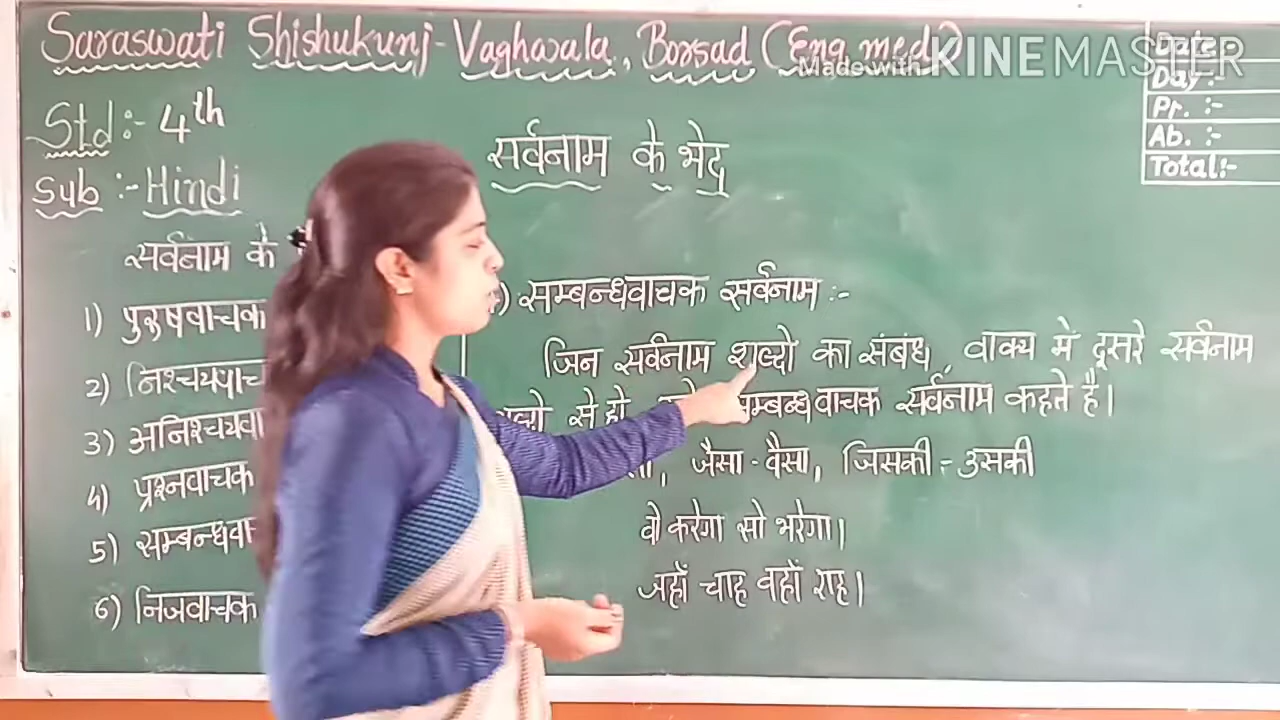 Saraswati Shishukunj - Vaghwala, Borsad (Eng. med.)
Made with KINEMASTER
Date:-
Day:-
Pr. :-
Ab. :-
Total:-
Std :- 4th
Sub :- Hindi
सर्वनाम के भेद
सर्वनाम के
1) पुरुषवाचक
2) निश्चयवाच
3) अनिश्चयवा
4) प्रश्नवाचक
5) सम्बन्धवा
6) निजवाचक
) सम्बन्धवाचक सर्वनाम :-
जिन सर्वनाम शब्दो का संबंध, वाक्य में दूसरे सर्वनाम
से हो, सम्बन्धवाचक सर्वनाम कहते है।
जैसा - वैसा, जिसकी - उसकी
वो करेगा सो भरेगा।
जहाँ चाह वहाँ राह।